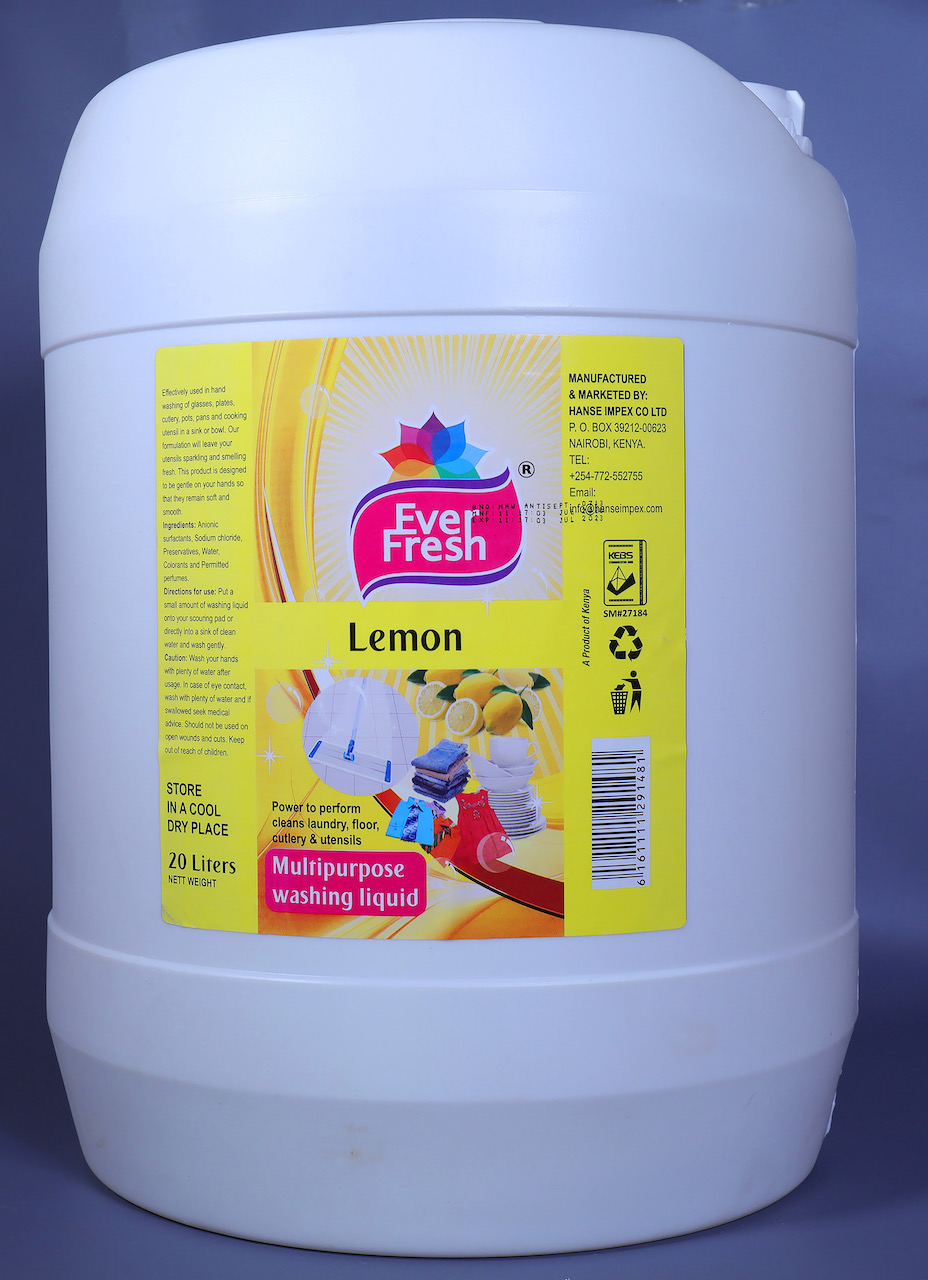 Effectively used in hand
washing of glasses, plates,
cutlery, pots, pans and cooking
utensil in a sink or bowl. Our
formulation will leave your
utensils sparkling and smelling
fresh. This product is designed
to be gentle on your hands so
that they remain soft and
smooth.
Ingredients: Anionic
surfactants, Sodium chloride,
Preservatives, Water,
Colorants and Permitted
perfumes.
Directions for use: Put a
small amount of washing liquid
onto your scouring pad or
directly into a sink of clean
water and wash gently.
Caution: Wash your hands
with plenty of water after
usage. In case of eye contact,
wash with plenty of water and if
swallowed seek medical
advice. Should not be used on
open wounds and cuts. Keep
out of reach of children.
STORE
IN A COOL
DRY PLACE
20 Liters
NETT WEIGHT
®
Ever
Fresh
Lemon
Power to perform
cleans laundry, floor,
cutlery & utensils
Multipurpose
washing liquid
MANUFACTURED
& MARKETED BY:
HANSE IMPEX CO LTD
P. O. BOX 39212-00623
NAIROBI, KENYA.
TEL:
+254-772-552755
Email:
info@hanseimpex.com
KEBS
SM#27184
A Product of Kenya
6161111291481